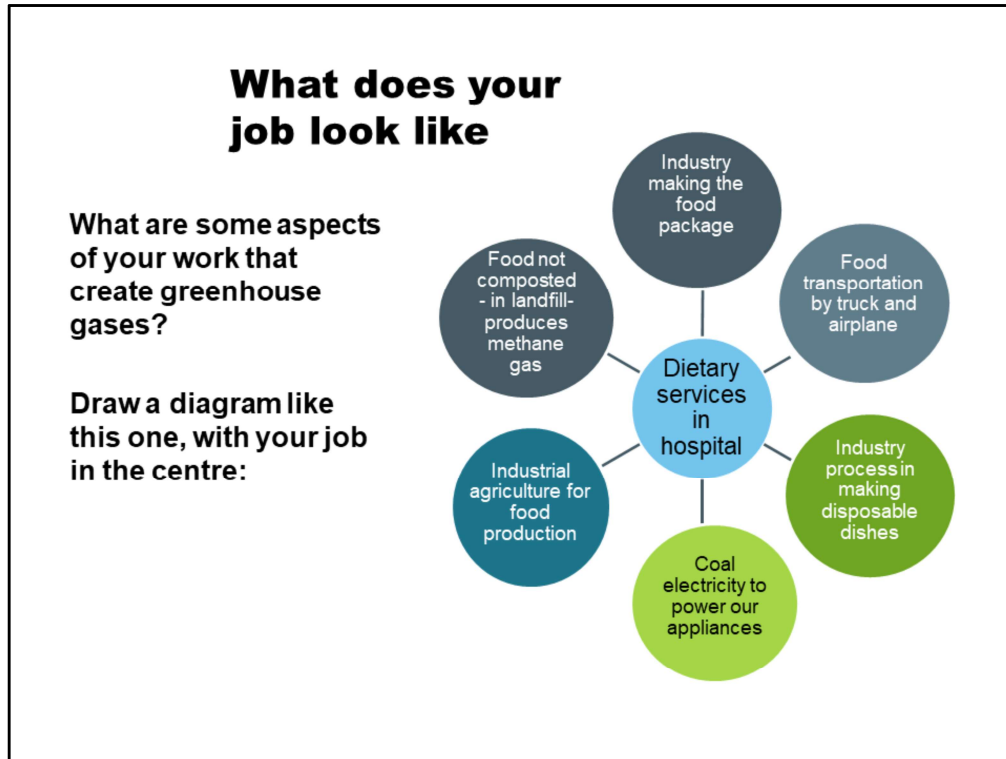 What does your
job look like
What are some aspects
of your work that
create greenhouse
gases?
Draw a diagram like
this one, with your job
in the centre:
Industry
making the
food
package
Food
transportation
by truck and
airplane
Industry
process in
making
disposable
dishes
Coal
electricity to
power our
appliances
Industrial
agriculture for
food
production
Food not
composted
- in landfill-
produces
methane
gas
Dietary
services
in
hospital